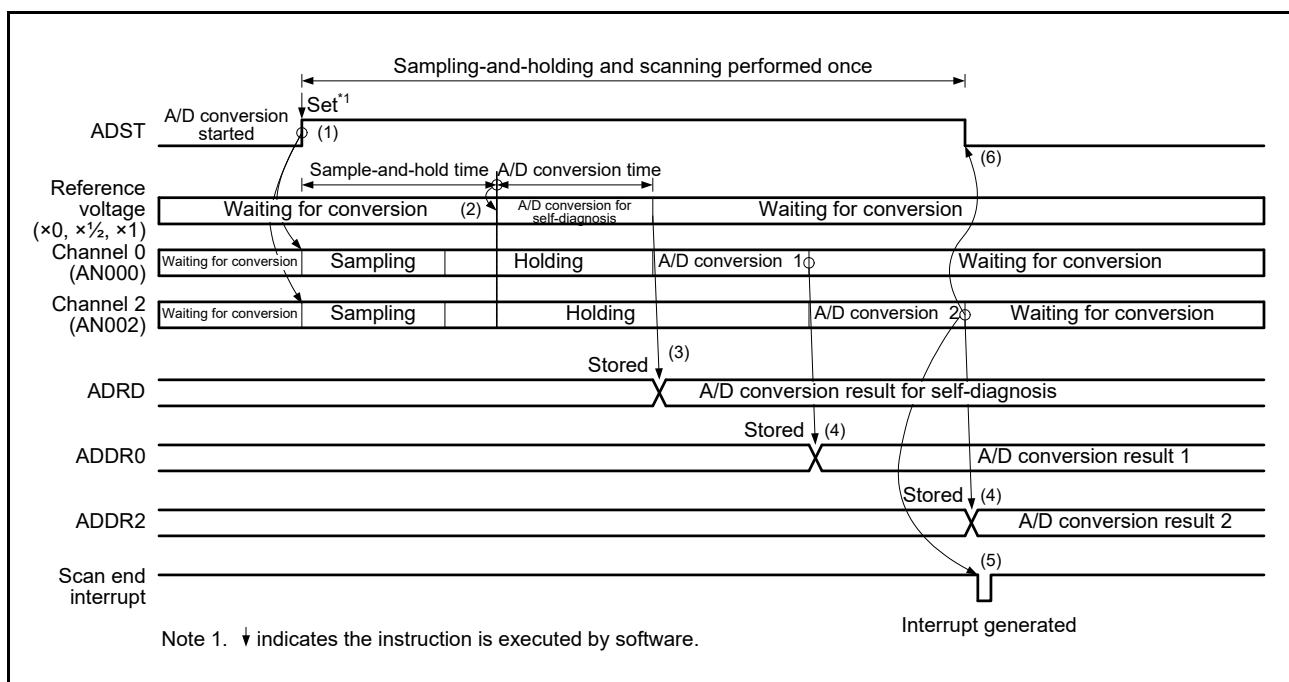 Sampling-and-holding and scanning performed once
Set*1
A/D conversion
started
ADST
(1)
(6)
Sample-and-hold time
A/D conversion time
Reference
voltage
(×0, ×½, ×1)
Waiting for conversion
(2)
A/D conversion for
self-diagnosis
Waiting for conversion
Channel 0
(AN000)
Waiting for conversion
Sampling
Holding
A/D conversion 1
Waiting for conversion
Channel 2
(AN002)
Waiting for conversion
Sampling
Holding
A/D conversion 2
Waiting for conversion
Stored
(3)
ADRD
A/D conversion result for self-diagnosis
Stored
(4)
ADDR0
A/D conversion result 1
Stored
(4)
ADDR2
A/D conversion result 2
Scan end
interrupt
(5)
Interrupt generated
Note 1. indicates the instruction is executed by software.